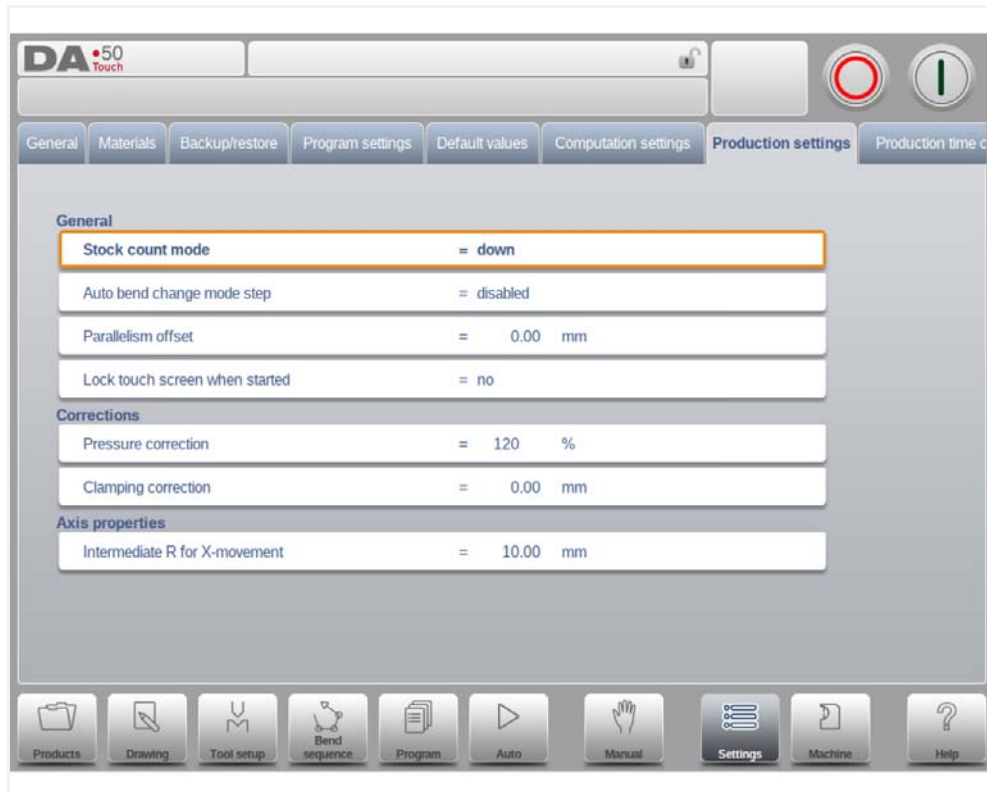 DA •50
Touch
General Materials Backup/restore Program settings Default values Computation settings Production settings Production time c
General
Stock count mode = down
Auto bend change mode step = disabled
Parallelism offset = 0.00 mm
Lock touch screen when started = no
Corrections
Pressure correction = 120 %
Clamping correction = 0.00 mm
Axis properties
Intermediate R for X-movement = 10.00 mm
Products Drawing Tool setup Bend sequence Program Auto Manual Settings Machine Help